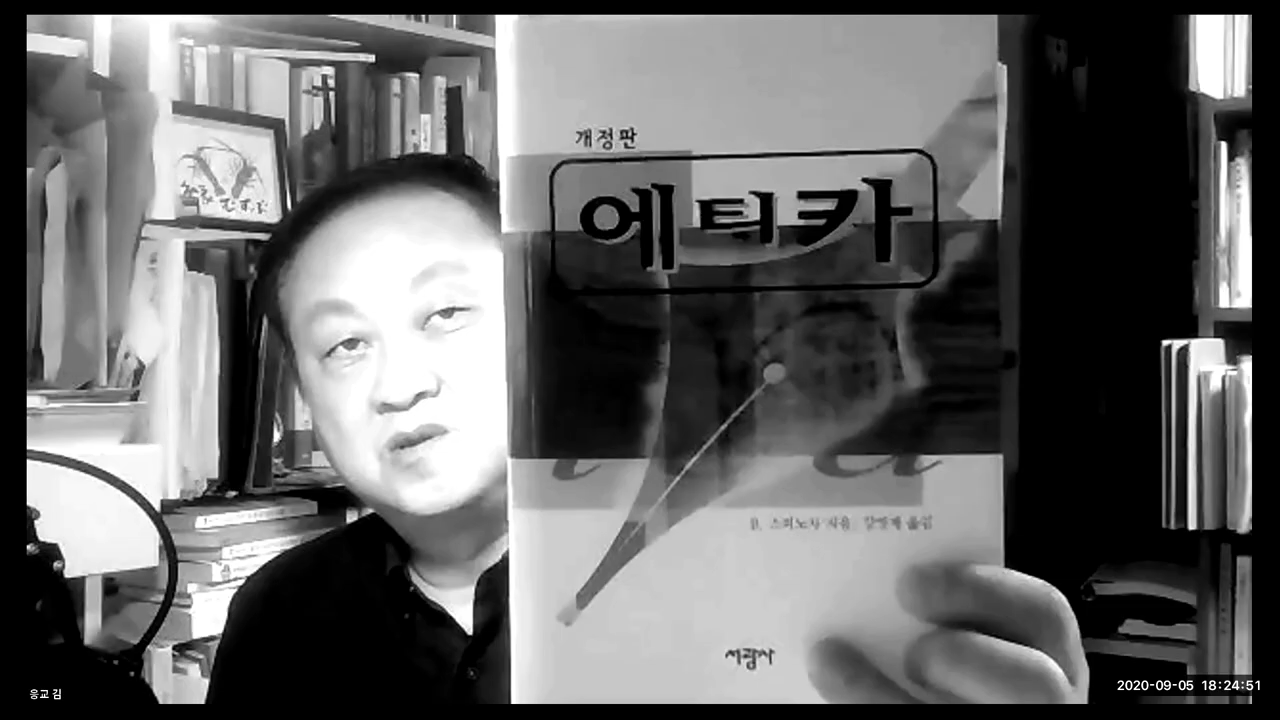 개정판
에티카
B. 스피노자 지음 강영계 옮김
서광사
응교 김
2020-09-05 18:24:51